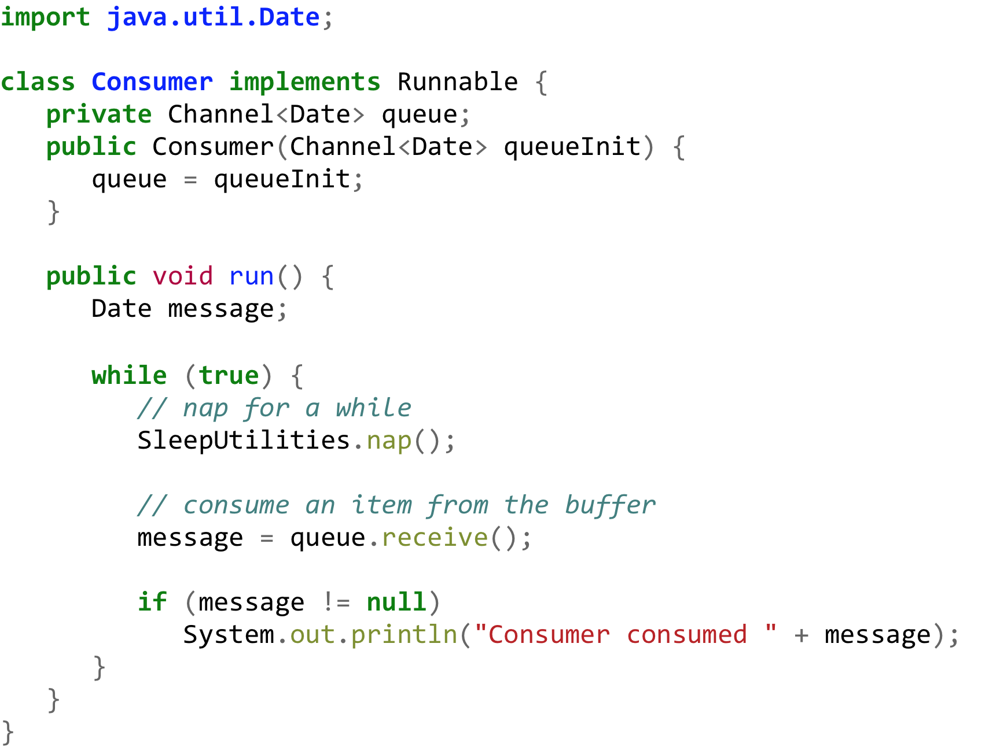 import java.util.Date;

class Consumer implements Runnable {
   private Channel<Date> queue;
   public Consumer(Channel<Date> queueInit) {
      queue = queueInit;
   }

   public void run() {
      Date message;

      while (true) {
         // nap for a while
         SleepUtilities.nap();

         // consume an item from the buffer
         message = queue.receive();

         if (message != null)
            System.out.println("Consumer consumed " + message);
      }
   }
}